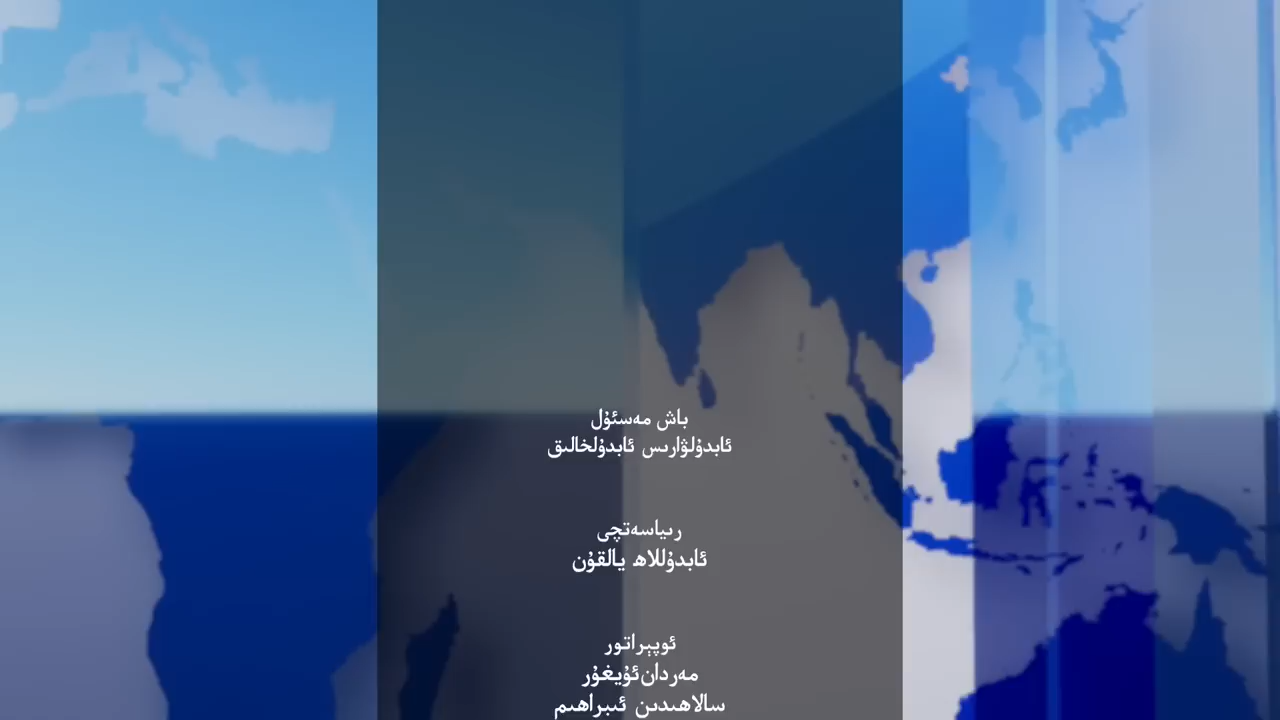 باش مەسئۇل
ئابدۇلۋارىس ئابدۇلخالىق
رىياسەتچى
ئابدۇللاھ يالقۇن
ئوپېراتور
مەردان‌ئۇيغۇر
سالاھىدىن ئىبراھىم